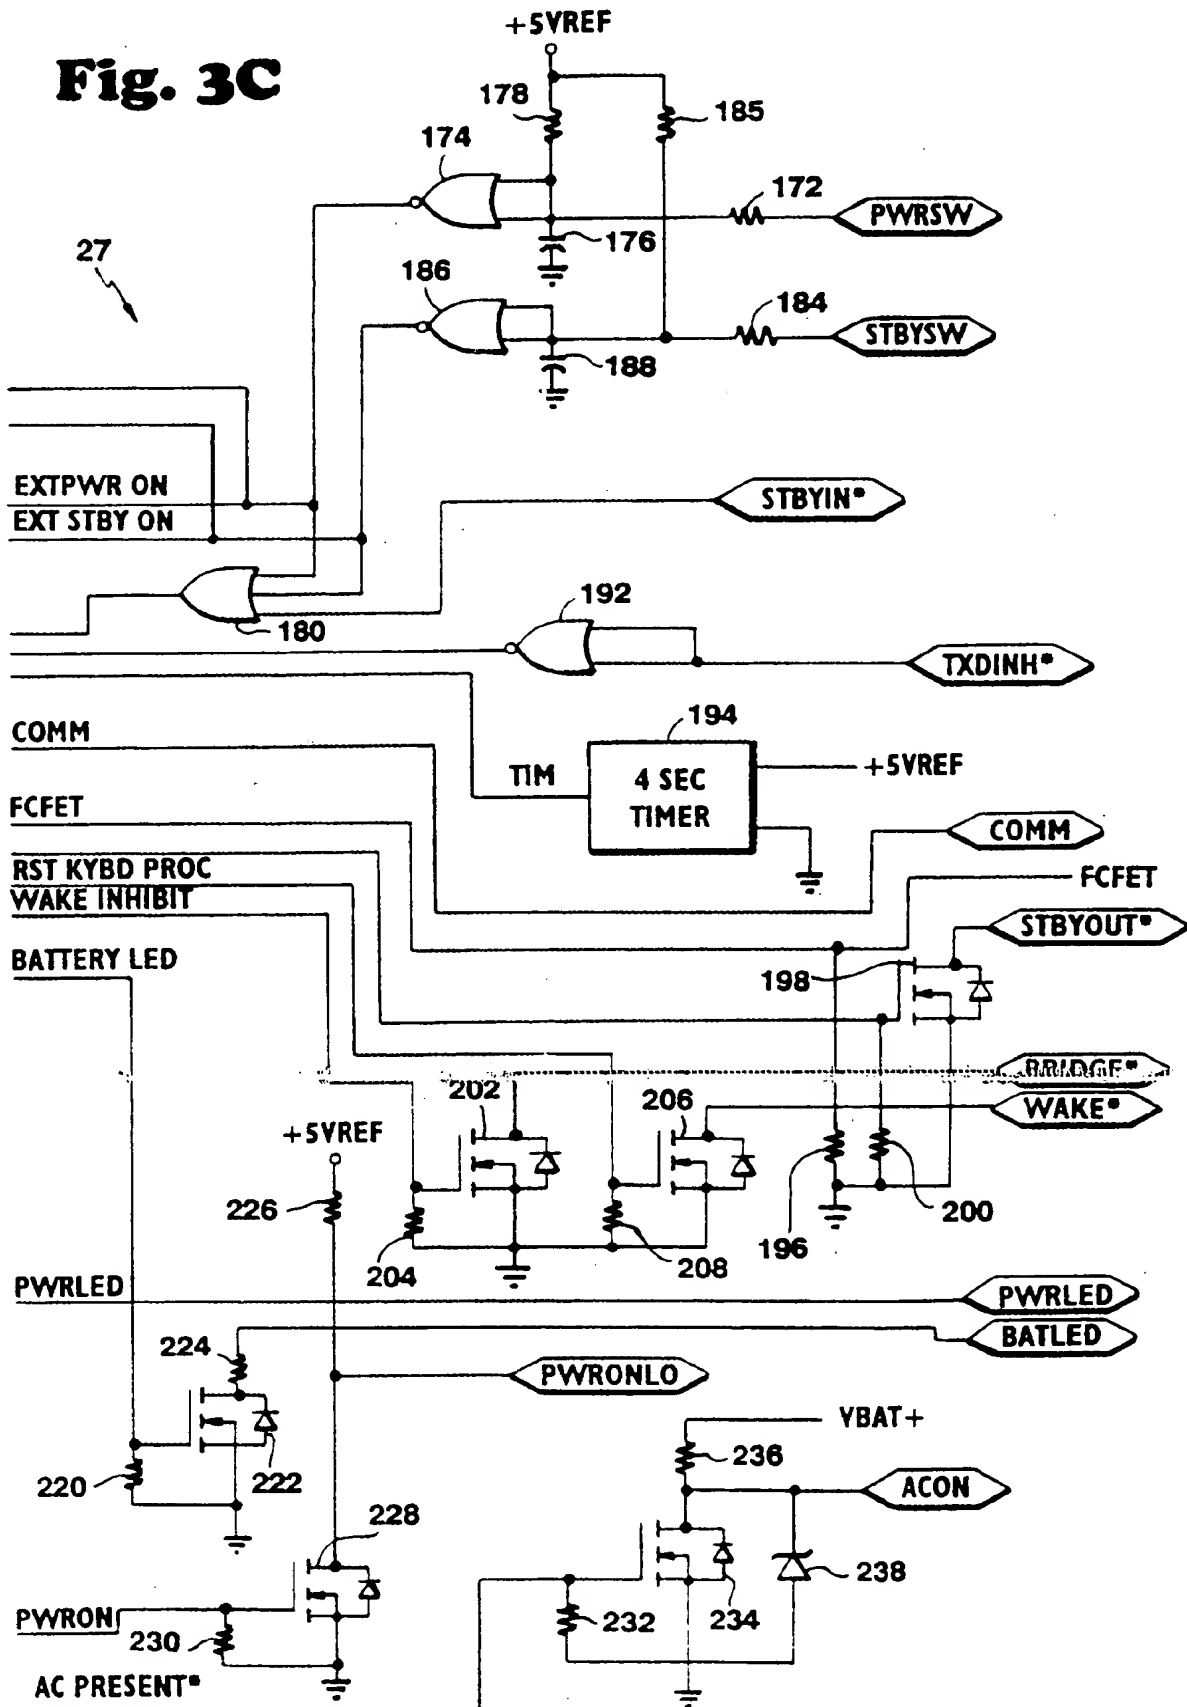 Fig. 3C
+5VREF
178
185
174
172
PWRSW
176
27
186
184
STBYSW
188
EXTPWR ON
EXT STBY ON
STBYIN*
180
192
TXDINH*
194
COMM
TIM
4 SEC
TIMER
+5VREF
FCFET
COMM
RST KYBD PROC
FCFET
WAKE INHIBIT
STBYOUT*
BATTERY LED
198
BRIDGE*
202
206
WAKE*
+5VREF
226
204
208
196
200
PWRLED
PWRLED
BATLED
224
PWRONLO
VBAT+
236
220
222
ACON
228
238
PWRON
230
232
234
AC PRESENT*